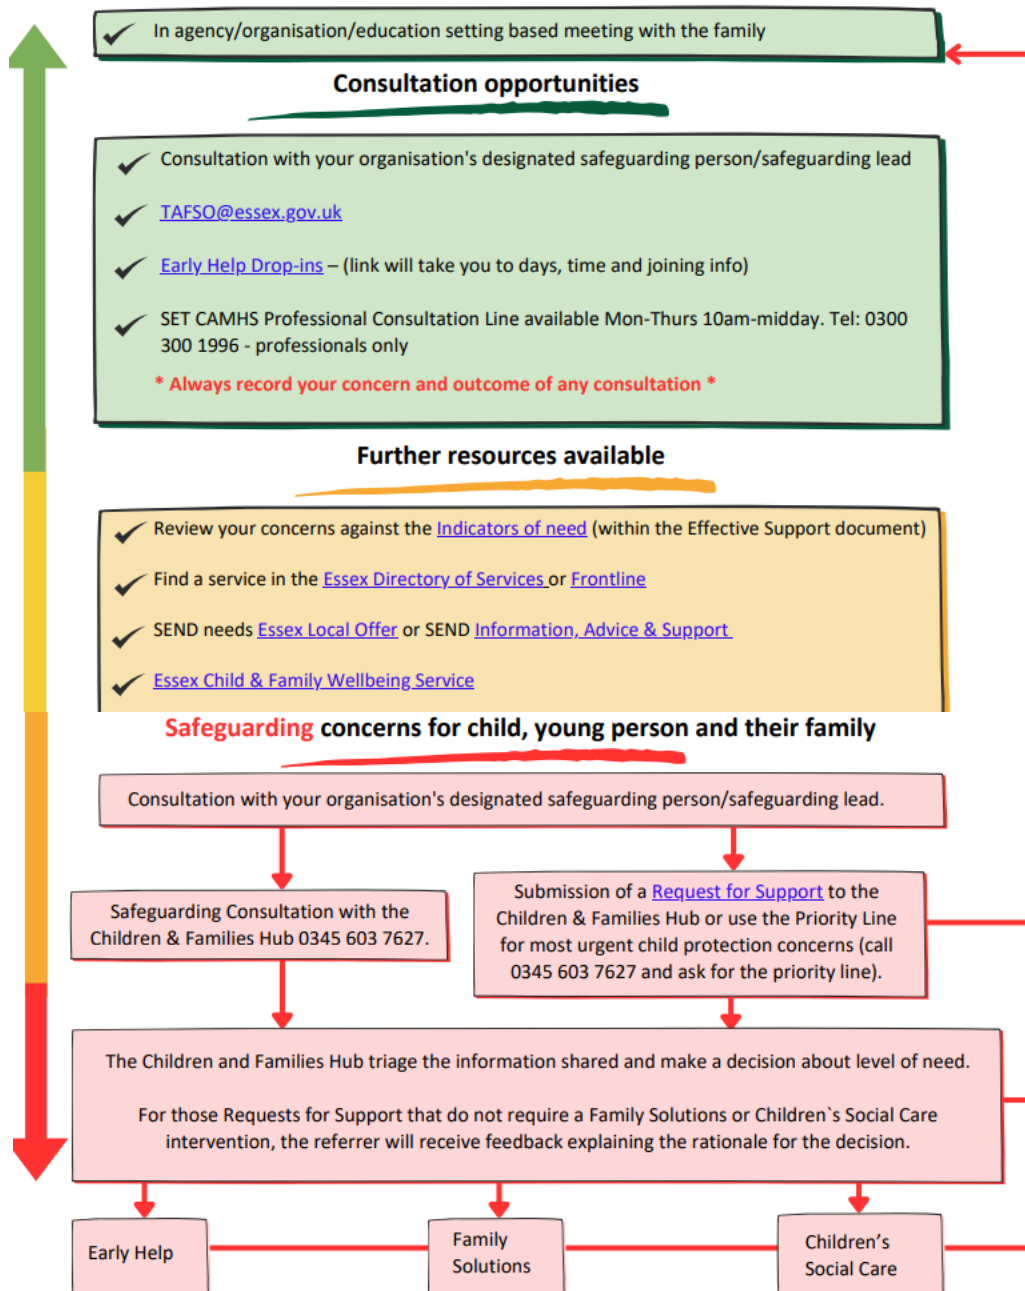 In agency/organisation/education setting based meeting with the family
Consultation opportunities
Consultation with your organisation's designated safeguarding person/safeguarding lead
TAFSO@essex.gov.uk
Early Help Drop-ins – (link will take you to days, time and joining info)
SET CAMHS Professional Consultation Line available Mon-Thurs 10am-midday. Tel: 0300
300 1996 - professionals only
* Always record your concern and outcome of any consultation *
Further resources available
Review your concerns against the Indicators of need (within the Effective Support document)
Find a service in the Essex Directory of Services or Frontline
SEND needs Essex Local Offer or SEND Information, Advice & Support
Essex Child & Family Wellbeing Service
Safeguarding concerns for child, young person and their family
Consultation with your organisation's designated safeguarding person/safeguarding lead.
Safeguarding Consultation with the
Children & Families Hub 0345 603 7627.
Submission of a Request for Support to the
Children & Families Hub or use the Priority Line
for most urgent child protection concerns (call
0345 603 7627 and ask for the priority line).
The Children and Families Hub triage the information shared and make a decision about level of need.
For those Requests for Support that do not require a Family Solutions or Children`s Social Care
intervention, the referrer will receive feedback explaining the rationale for the decision.
Early Help
Family
Solutions
Children's
Social Care